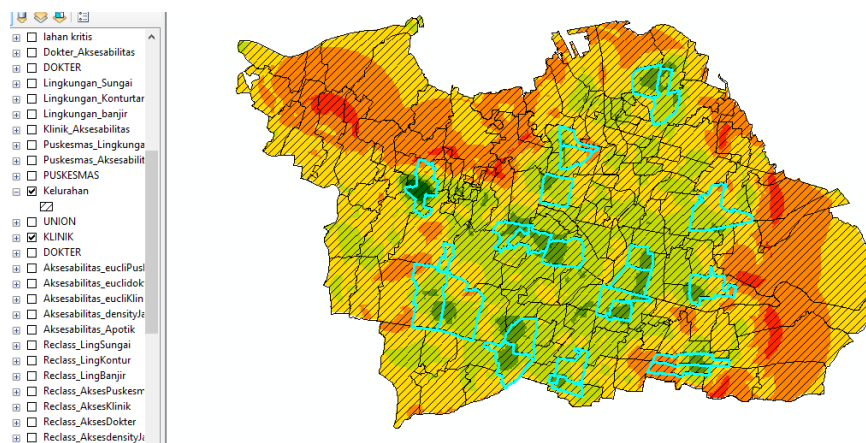 lahan kritis
Dokter_Aksesabilitas
DOKTER
Lingkungan_Sungai
Lingkungan_Konturtar
Lingkungan_banjir
Klinik_Aksesabilitas
Puskesmas_Lingkunga
Puskesmas_Aksesabilit
PUSKESMAS
Kelurahan
UNION
KLINIK
DOKTER
Aksesabilitas_eucliPusl
Aksesabilitas_euclidokt
Aksesabilitas_eucliKlin
Aksesabilitas_densityJa
Aksesabilitas_Apotik
Reclass_LingSungai
Reclass_LingKontur
Reclass_LingBanjir
Reclass_AksesPuskesm
Reclass_AksesKlinik
Reclass_AksesDokter
Reclass_AksesdensityJa